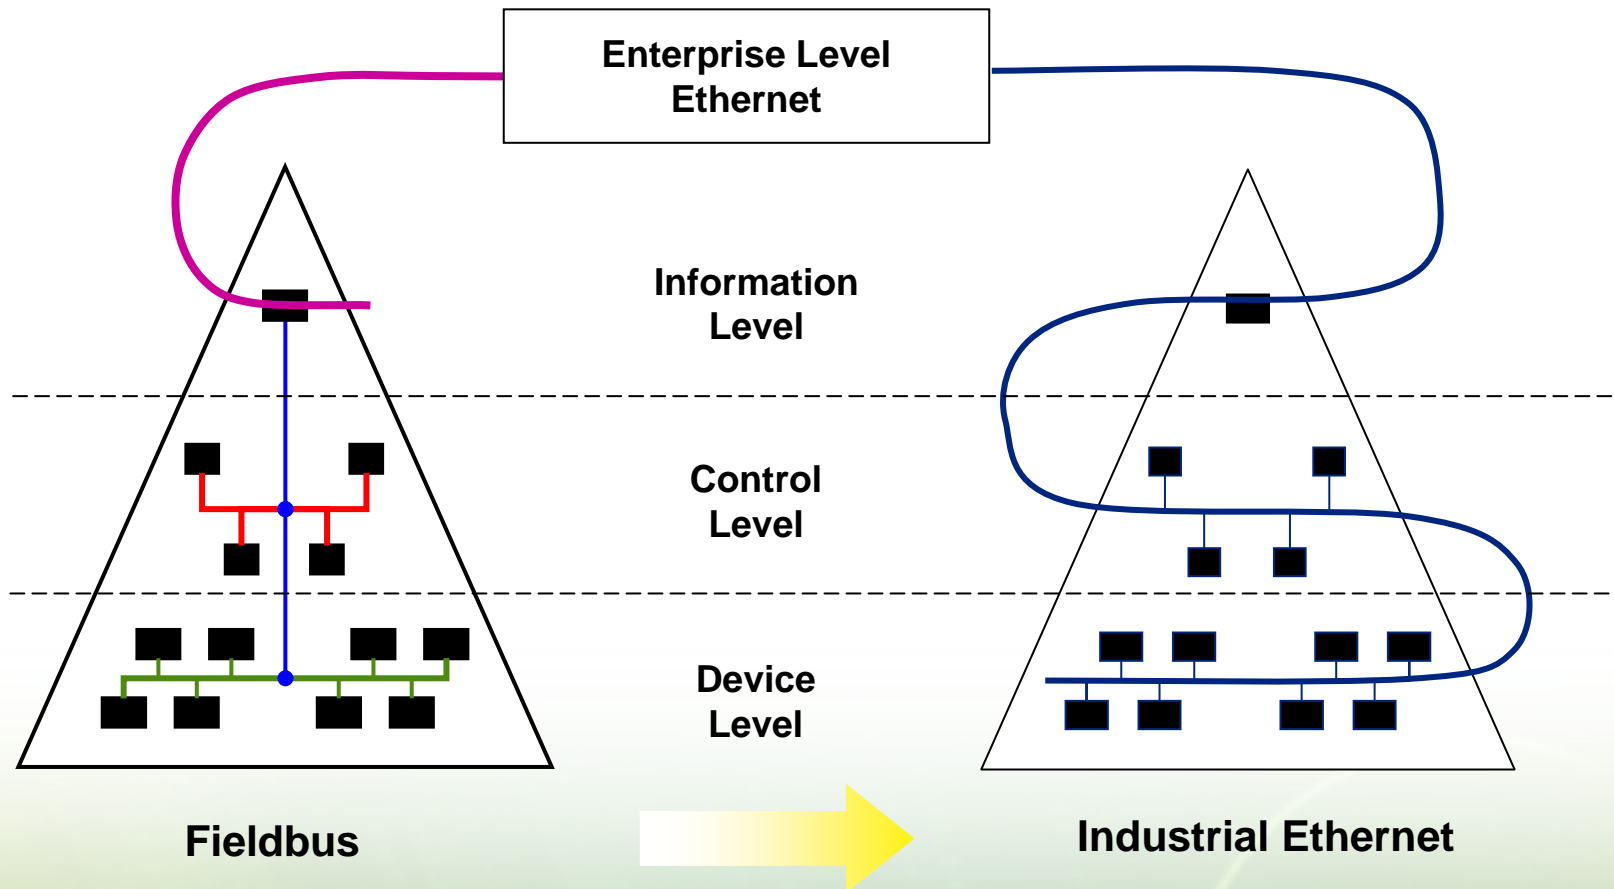 Enterprise Level
Ethernet
Information
Level
Control
Level
Device
Level
Fieldbus
Industrial Ethernet